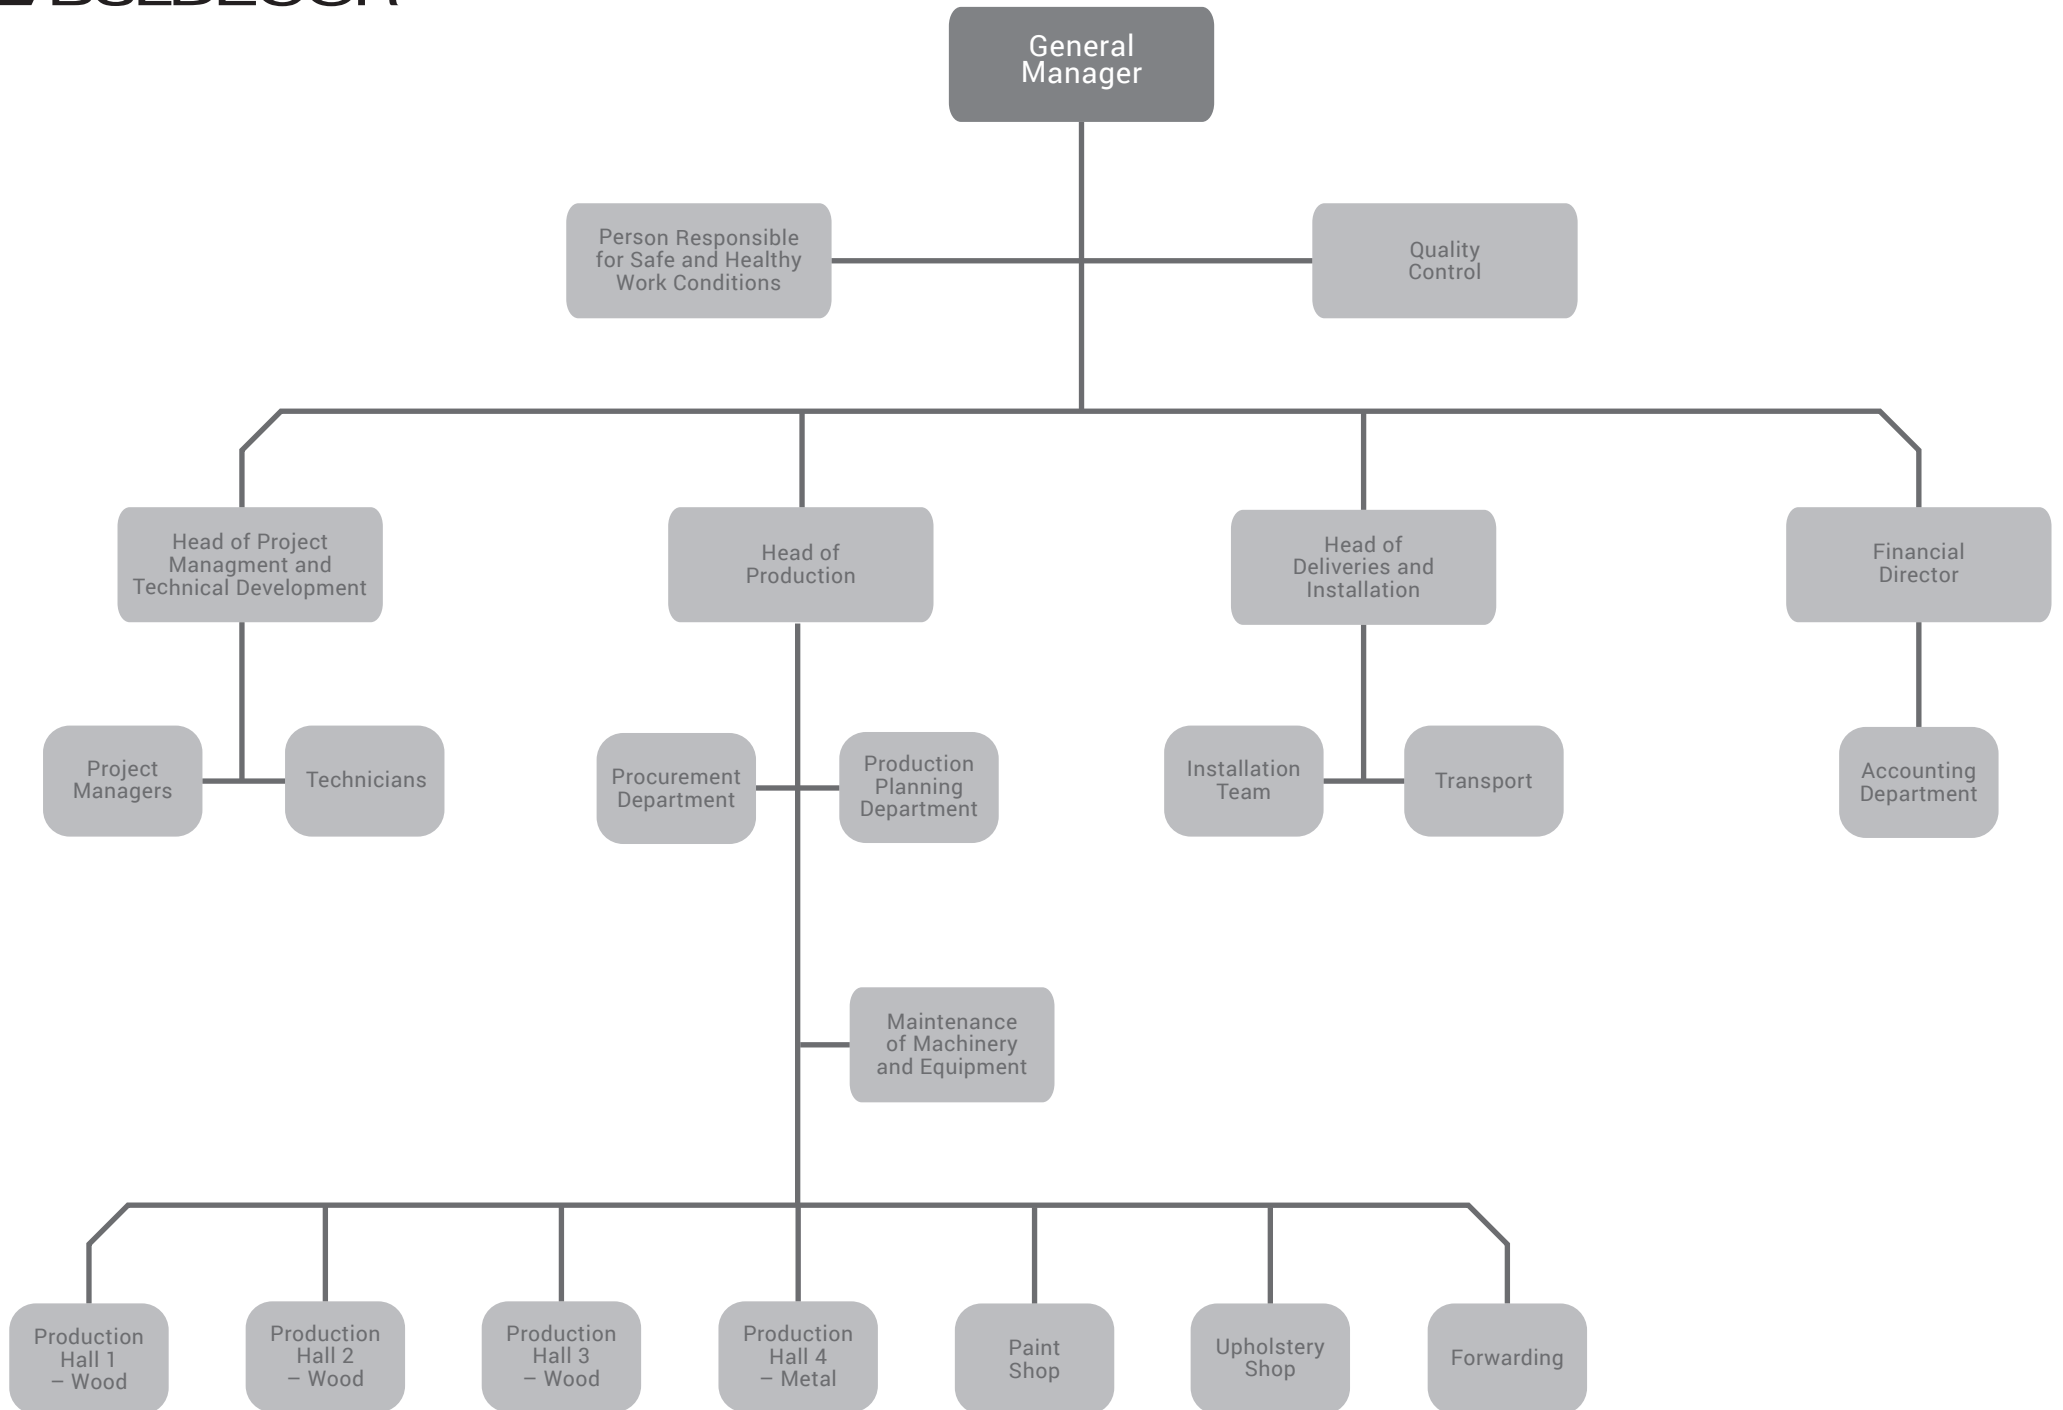 General
Manager
Person Responsible
for Safe and Healthy
Work Conditions
Quality
Control
Head of Project
Managment and
Technical Development
Head of
Production
Head of
Deliveries and
Installation
Financial
Director
Project
Managers
Technicians
Procurement
Department
Production
Planning
Department
Installation
Team
Transport
Accounting
Department
Maintenance
of Machinery
and Equipment
Production
Hall 1
– Wood
Production
Hall 2
– Wood
Production
Hall 3
– Wood
Production
Hall 4
– Metal
Paint
Shop
Upholstery
Shop
Forwarding